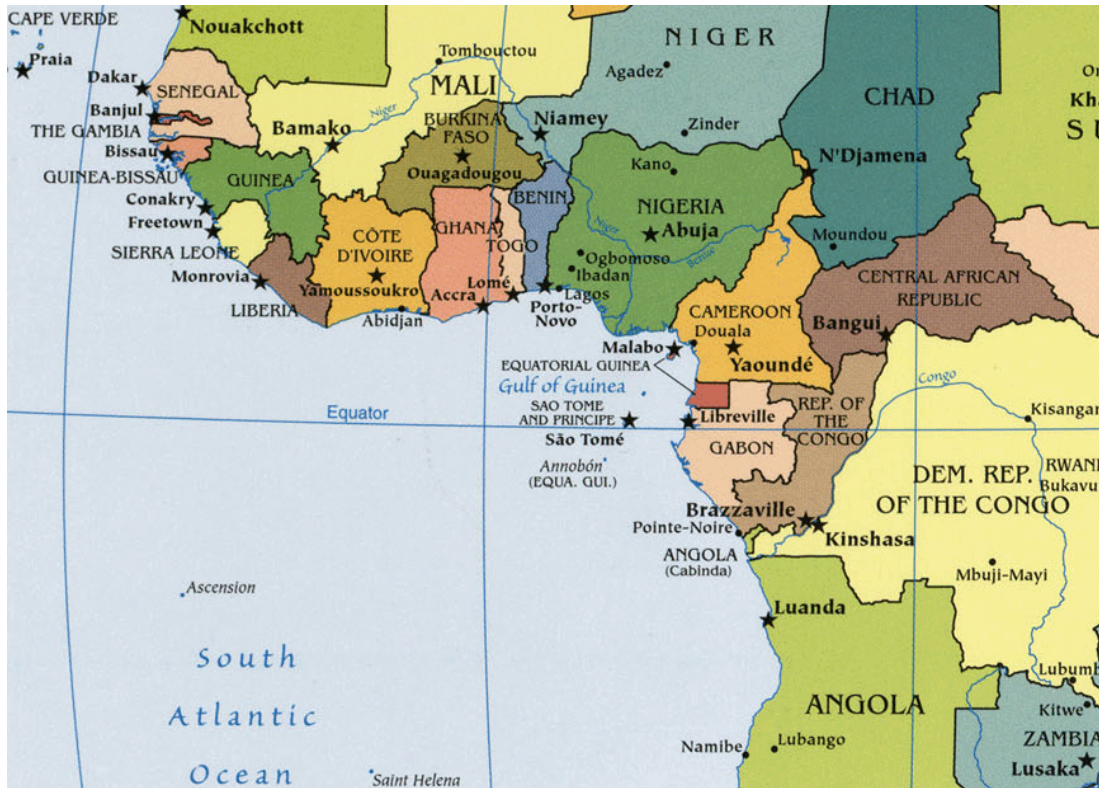 CAPE VERDE
Nouakchott
NIGER
Praia
Tombouctou
Agadez
Dakar
SENEGAL
MALI
CHAD
Banjul
Niger
BURKINA
FASO
Niamey
Zinder
THE GAMBIA
Bamako
Bissau
Kano
N'Djamena
GUINEA-BISSAU
GUINEA
Ouagadougou
BENIN
Conakry
NIGERIA
Freetown
GHANA
Niger
Abuja
CÔTE
D'IVOIRE
TOGO
Moundou
SIERRA LEONE
Ogbomoso
Benue
Ibadan
Monrovia
Yamoussoukro
Lomé
CENTRAL AFRICAN
REPUBLIC
LIBERIA
Accra
Lagos
Porto-
Novo
CAMEROON
Abidjan
Douala
Bangui
Malabo
Yaoundé
EQUATORIAL GUINEA
Gulf of Guinea
Congo
SAO TOME
AND PRINCIPE
REP. OF
THE
CONGO
Equator
Libreville
Kisangan
São Tomé
GABON
Annobón
(EQUA. GUI.)
DEM. REP.
OF THE CONGO
RWAN
Bukavu
Brazzaville
Pointe-Noire
Kinshasa
ANGOLA
(Cabinda)
Mbuji-Mayi
Ascension
Luanda
South
Atlantic
Ocean
Lubumb
ANGOLA
Kitwe
Namibe
Lubango
ZAMBIA
Lusaka
Saint Helena